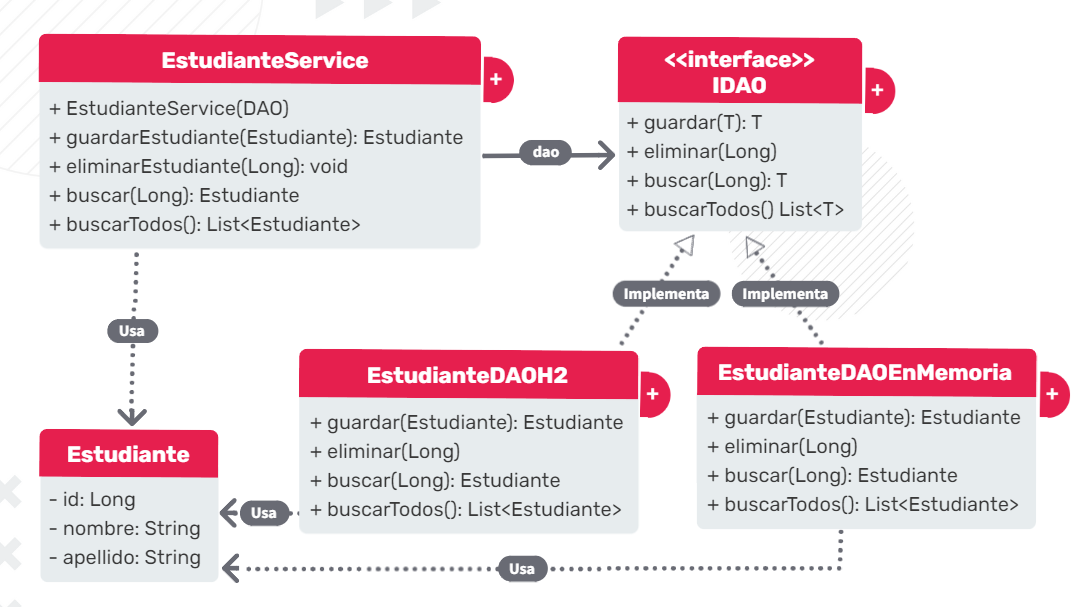 EstudianteService
+
+ EstudianteService(DAO)
+ guardarEstudiante(Estudiante): Estudiante
+ eliminarEstudiante(Long): void
+ buscar(Long): Estudiante
+ buscarTodos(): List<Estudiante>
dao
<<interface>>
IDAO
+
+ guardar(T): T
+ eliminar(Long)
+ buscar(Long): T
+ buscarTodos() List<T>
Implementa
Implementa
Usa
EstudianteDAOH2
+
+ guardar(Estudiante): Estudiante
+ eliminar(Long)
+ buscar(Long): Estudiante
+ buscarTodos(): List<Estudiante>
EstudianteDAOEnMemoria
+
+ guardar(Estudiante): Estudiante
+ eliminar(Long)
+ buscar(Long): Estudiante
+ buscarTodos(): List<Estudiante>
Estudiante
- id: Long
- nombre: String
- apellido: String
Usa
Usa